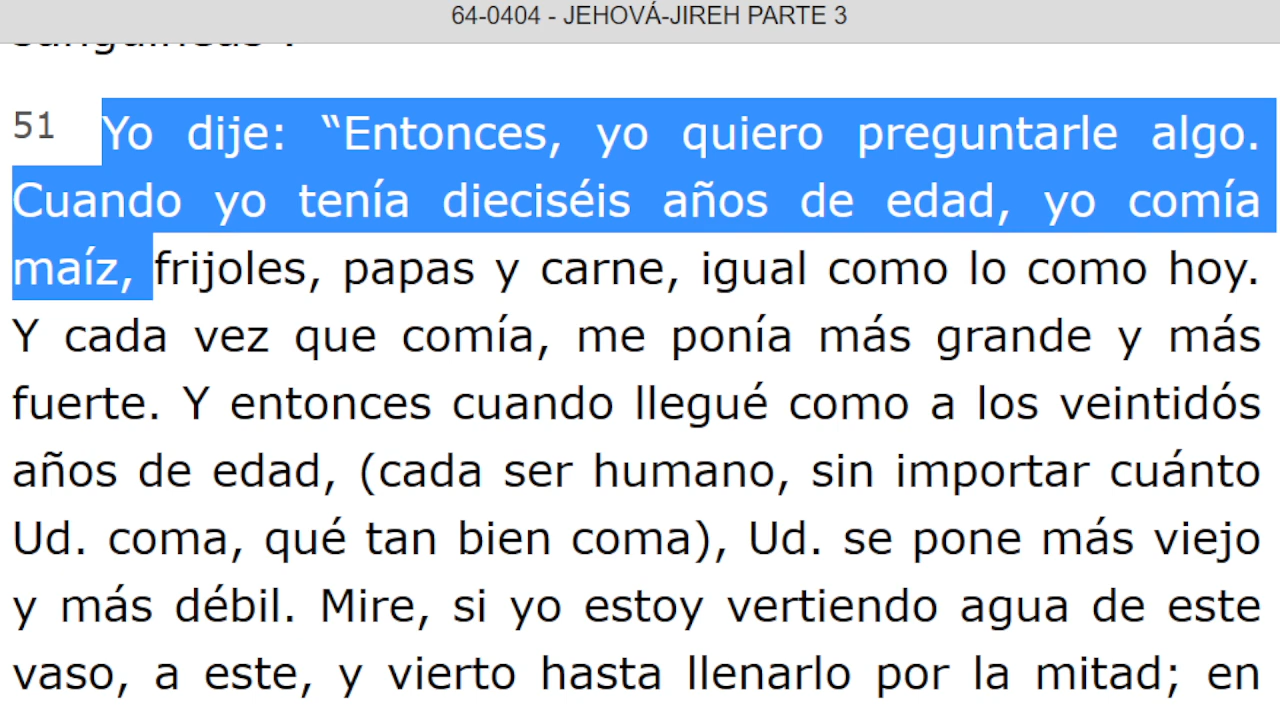 64-0404 - JEHOVÁ-JIREH PARTE 3
51 Yo dije: “Entonces, yo quiero preguntarle algo.
Cuando yo tenía dieciséis años de edad, yo comía
maíz, frijoles, papas y carne, igual como lo como hoy.
Y cada vez que comía, me ponía más grande y más
fuerte. Y entonces cuando llegué como a los veintidós
años de edad, (cada ser humano, sin importar cuánto
Ud. coma, qué tan bien coma), Ud. se pone más viejo
y más débil. Mire, si yo estoy vertiendo agua de este
vaso, a este, y vierto hasta llenarlo por la mitad; en